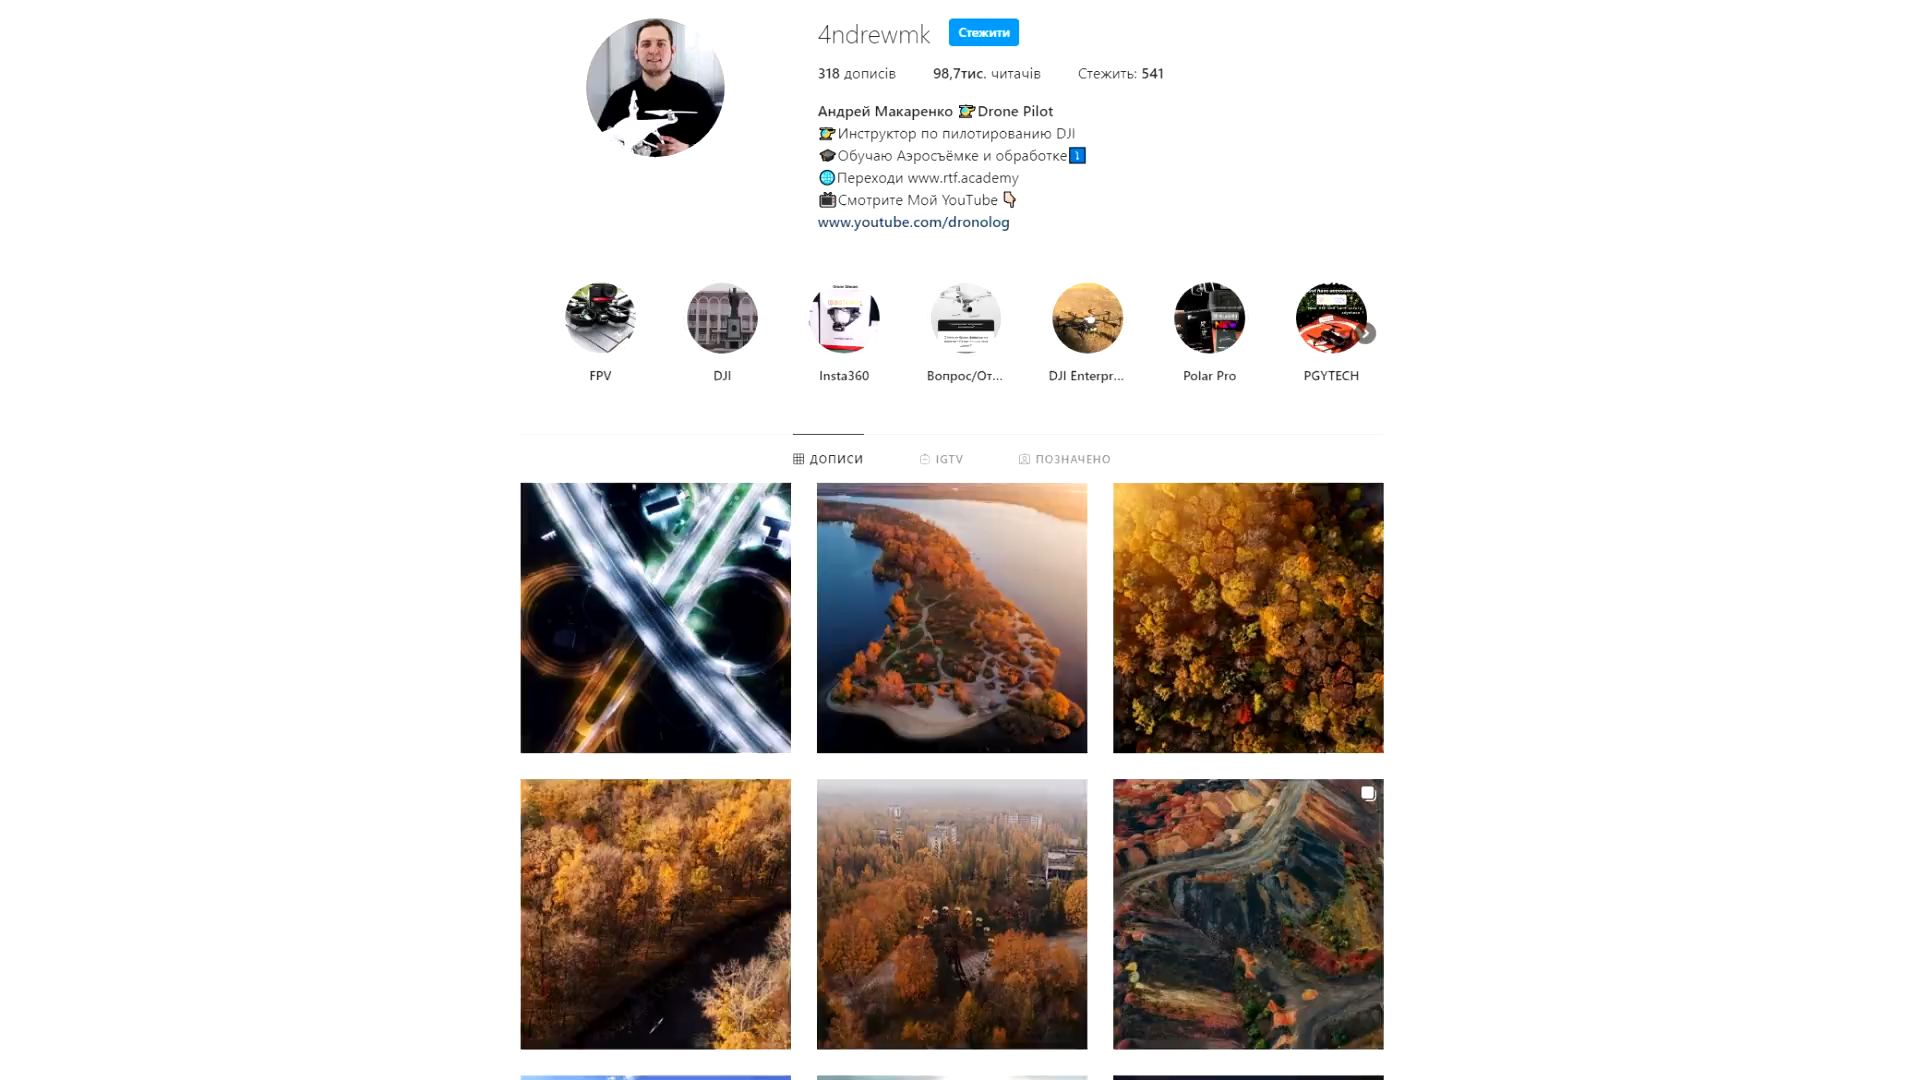 4ndrewmk Стежити
318 дописів 98,7тис. читачів Стежить: 541
Андрей Макаренко Drone Pilot
Инструктор по пилотированию DJI
Обучаю Аэросъёмке и обработке
Переходи www.rtf.academy
Смотрите Мой YouTube
www.youtube.com/dronolog
FPV DJI Insta360 Вопрос/От... DJI Enterpr... Polar Pro PGYTECH
ДОПИСИ IGTV ПОЗНАЧЕНО